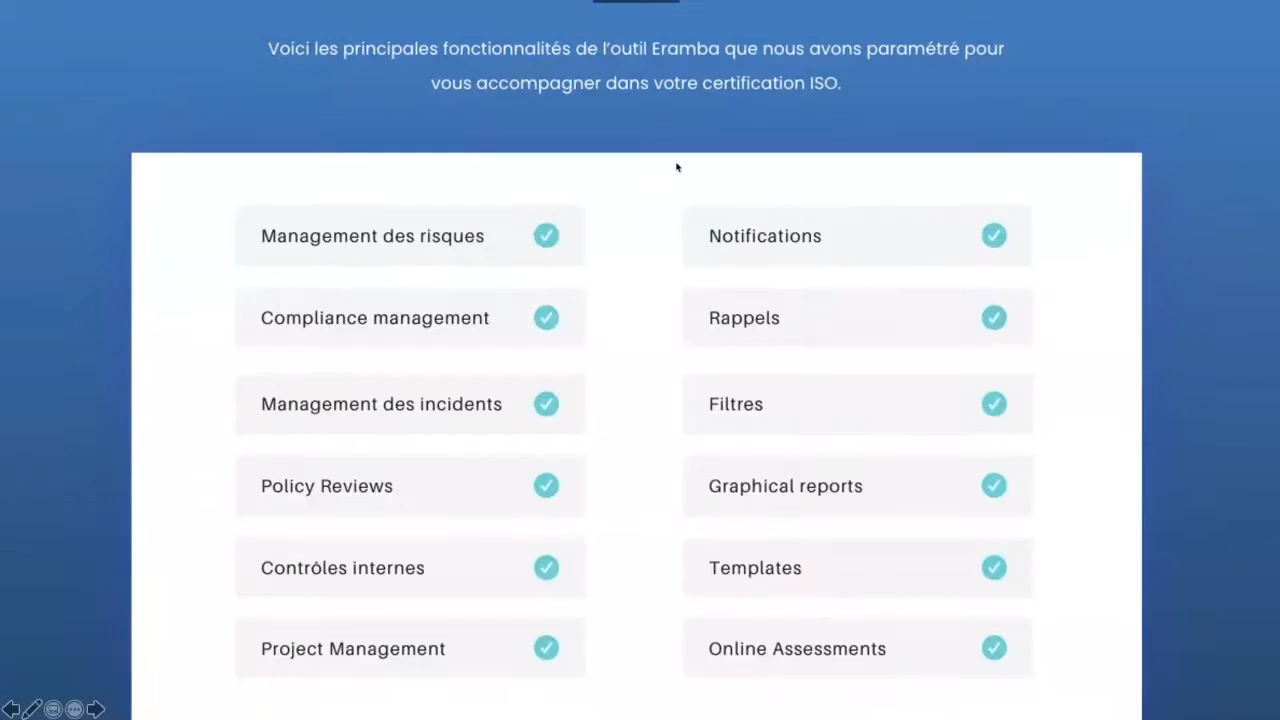 Voici les principales fonctionnalités de l'outil Eramba que nous avons paramétré pour
vous accompagner dans votre certification ISO.
Management des risques
Compliance management
Management des incidents
Policy Reviews
Contrôles internes
Project Management
Notifications
Rappels
Filtres
Graphical reports
Templates
Online Assessments